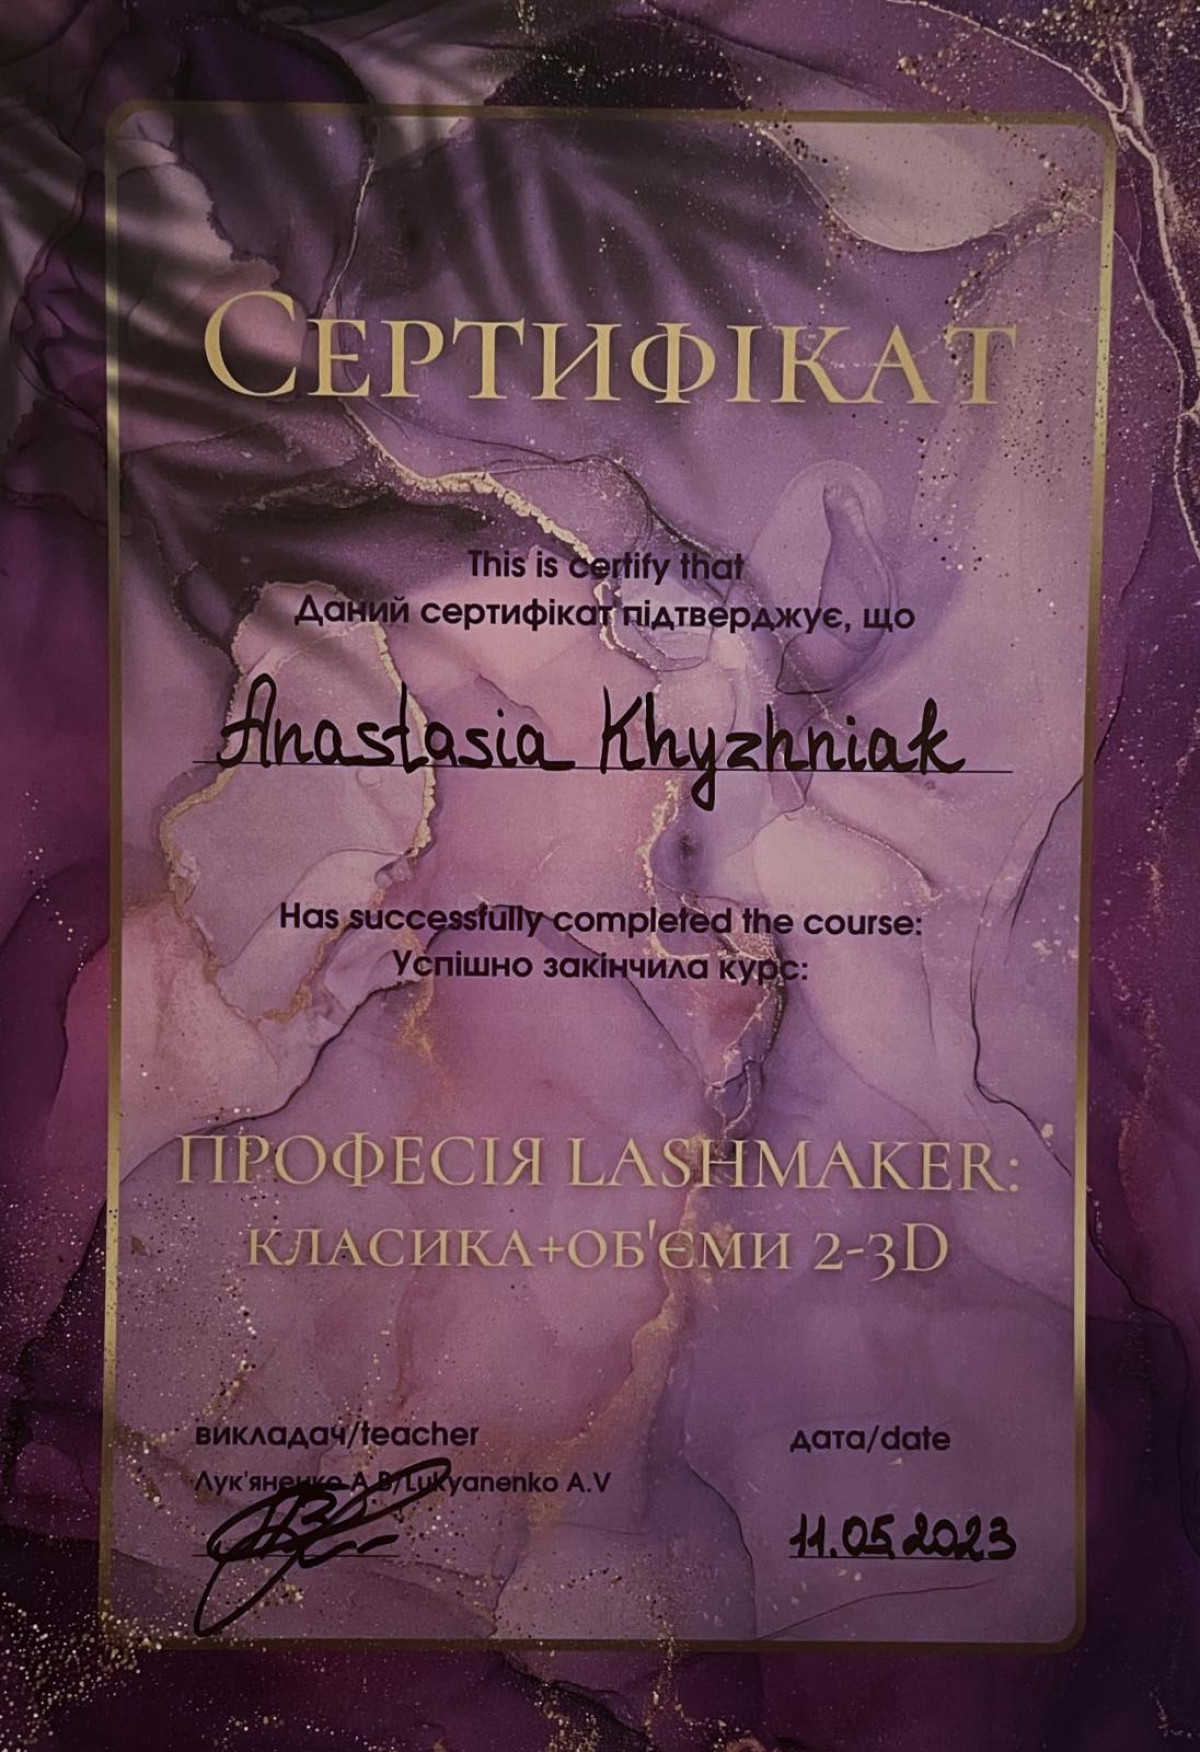 СЕРТИФІКАТ
This is certify that
Даний сертифікат підтверджує, що
Anastasia Khyzhniak
Has successfully completed the course:
Успішно закінчила курс:
ПРОФЕСІЯ LASHMAKER:
КЛАСИКА+ОБ'ЄМИ 2-3D
викладач/teacher
дата/date
Лук'яненко А.В/Lukyanenko A.V
11.05.2023